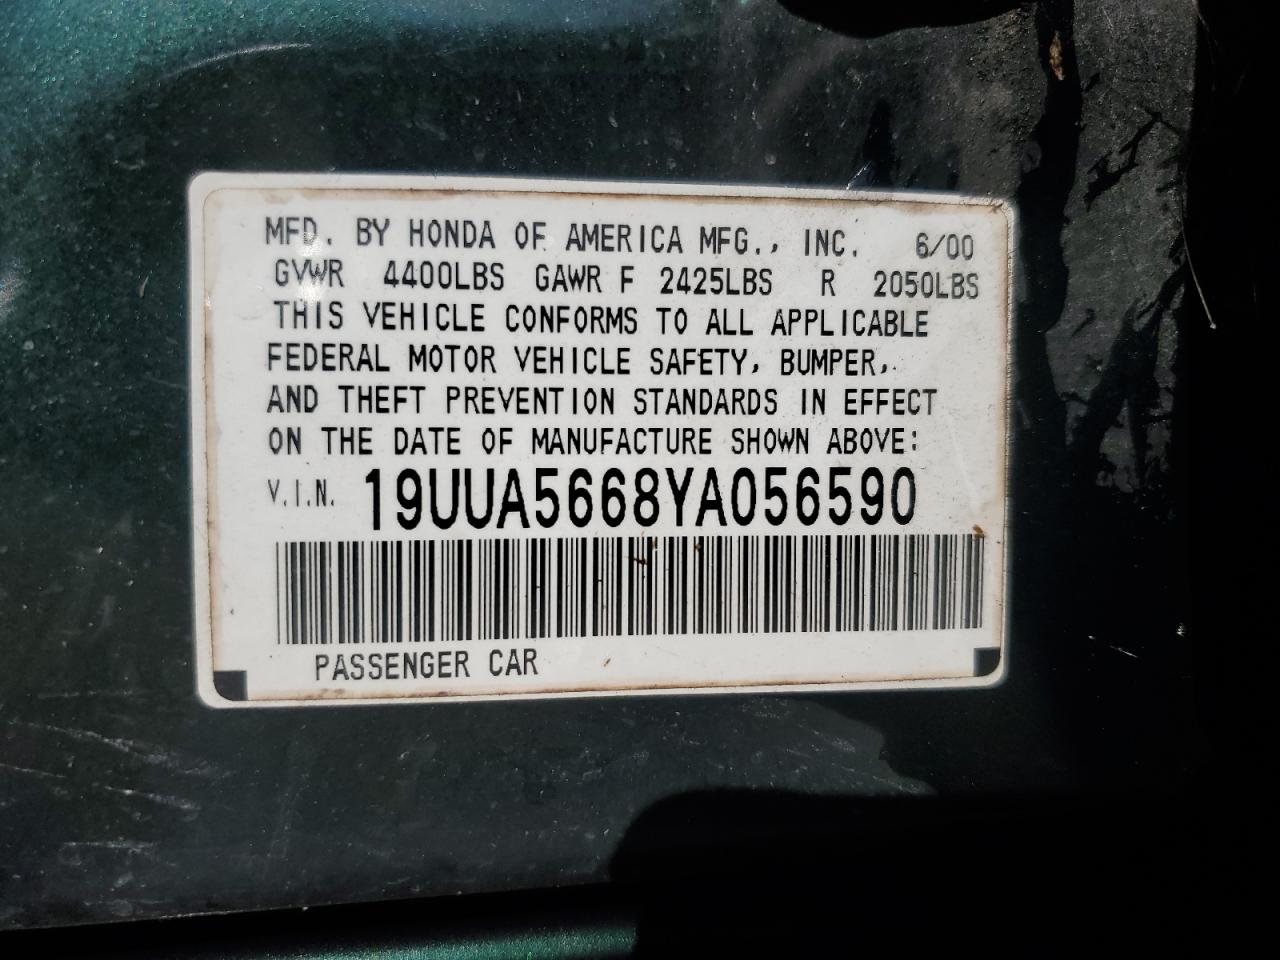 MFD. BY HONDA OF AMERICA MFG., INC. 6/00
GVWR 4400LBS GAWR F 2425LBS R 2050LBS
THIS VEHICLE CONFORMS TO ALL APPLICABLE
FEDERAL MOTOR VEHICLE SAFETY, BUMPER,
AND THEFT PREVENTION STANDARDS IN EFFECT
ON THE DATE OF MANUFACTURE SHOWN ABOVE:
V.I.N. 19UUA5668YA056590
PASSENGER CAR